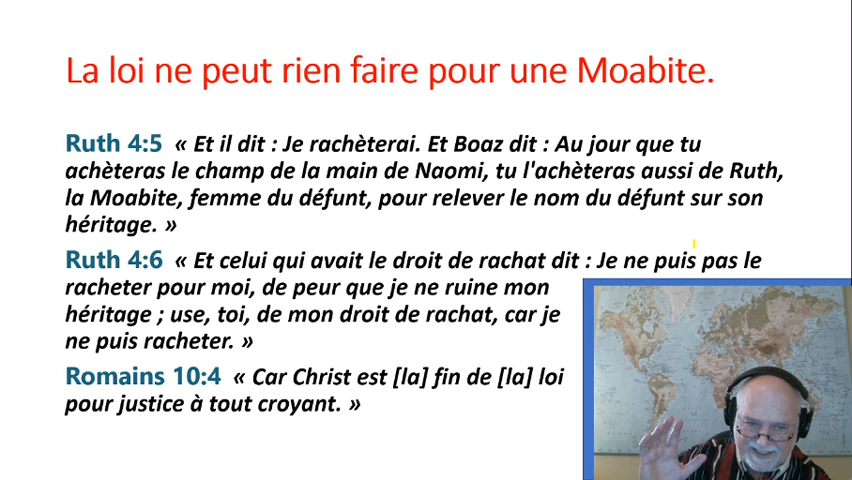 La loi ne peut rien faire pour une Moabite.
Ruth 4:5 « Et il dit : Je rachèterai. Et Boaz dit : Au jour que tu
achèteras le champ de la main de Naomi, tu l'achèteras aussi de Ruth,
la Moabite, femme du défunt, pour relever le nom du défunt sur son
héritage. »
Ruth 4:6 « Et celui qui avait le droit de rachat dit : Je ne puis pas le
racheter pour moi, de peur que je ne ruine mon
héritage ; use, toi, de mon droit de rachat, car je
ne puis racheter. »
Romains 10:4 « Car Christ est [la] fin de [la] loi
pour justice à tout croyant. »